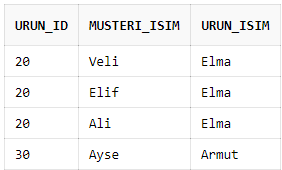 URUN_ID MUSTERI_ISIM URUN_ISIM
20 Veli Elma
20 Elif Elma
20 Ali Elma
30 Ayse Armut